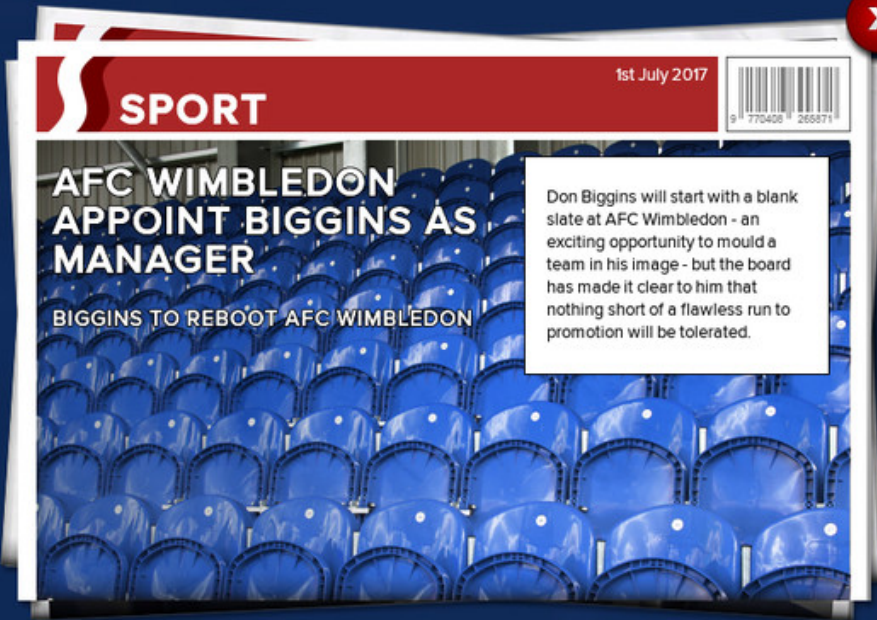 1st July 2017
SPORT
9 770408 265871
AFC WIMBLEDON
APPOINT BIGGINS AS
MANAGER
BIGGINS TO REBOOT AFC WIMBLEDON
Don Biggins will start with a blank
slate at AFC Wimbledon - an
exciting opportunity to mould a
team in his image - but the board
has made it clear to him that
nothing short of a flawless run to
promotion will be tolerated.